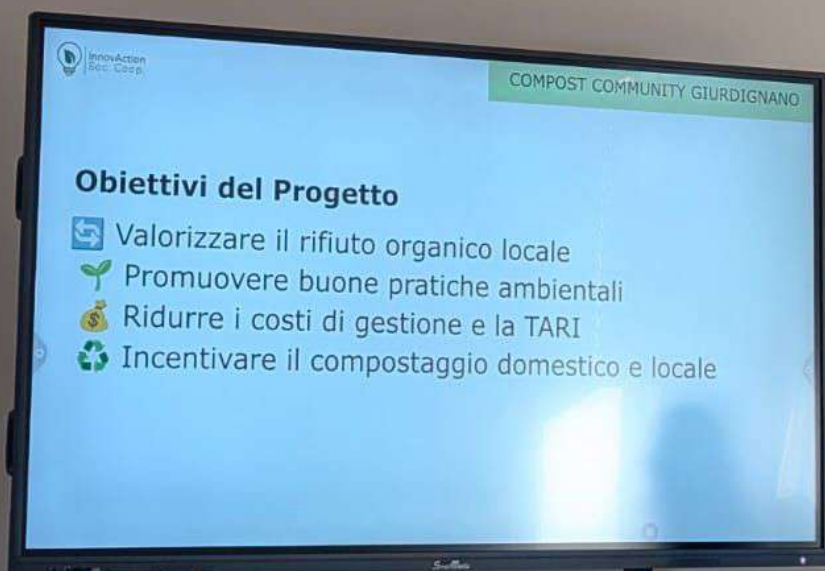 InnovAction
Soc. Coop.
COMPOST COMMUNITY GIURDIGNANO
Obiettivi del Progetto
Valorizzare il rifiuto organico locale
Promuovere buone pratiche ambientali
Ridurre i costi di gestione e la TARI
Incentivare il compostaggio domestico e locale